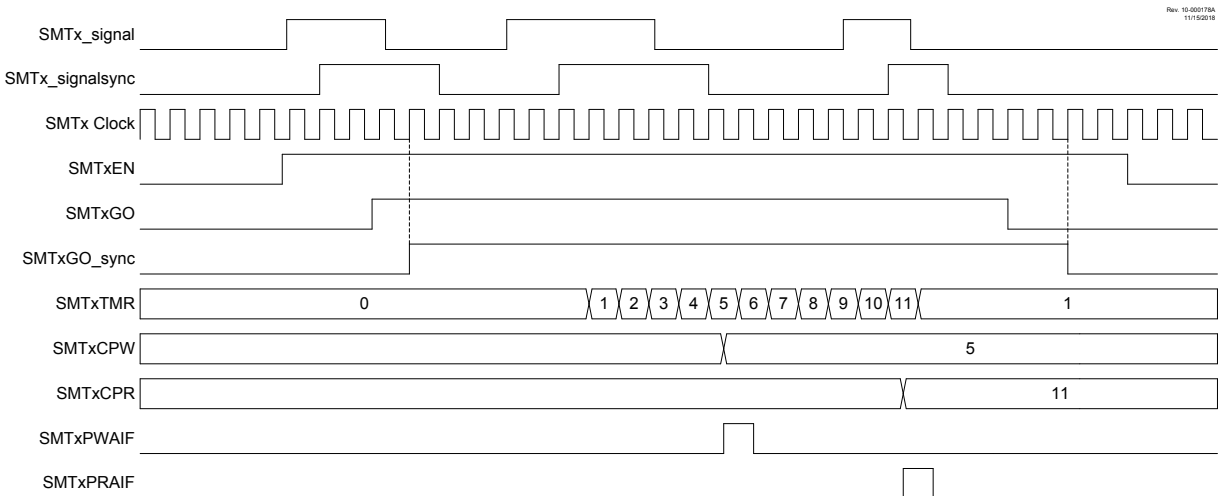 Rev. 10-000178A
11/15/2018
SMTx_signal
SMTx_signalsync
SMTx Clock
SMTxEN
SMTxGO
SMTxGO_sync
SMTxTMR 0 1 2 3 4 5 6 7 8 9 10 11 1
SMTxCPW 5
SMTxCPR 11
SMTxPWAIF
SMTxPRAIF